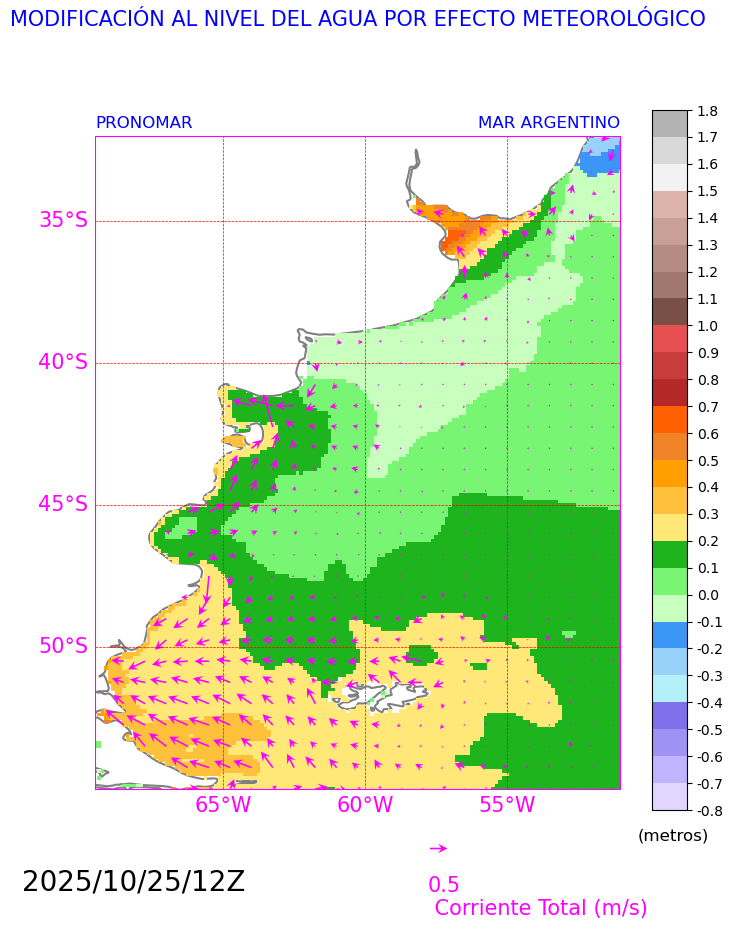 MODIFICACIÓN AL NIVEL DEL AGUA POR EFECTO METEOROLÓGICO
PRONOMAR MAR ARGENTINO
35°S
40°S
45°S
50°S
65°W 60°W 55°W
1.8
1.7
1.6
1.5
1.4
1.3
1.2
1.1
1.0
0.9
0.8
0.7
0.6
0.5
0.4
0.3
0.2
0.1
0.0
-0.1
-0.2
-0.3
-0.4
-0.5
-0.6
-0.7
-0.8
(metros)
2025/10/25/12Z
0.5
Corriente Total (m/s)